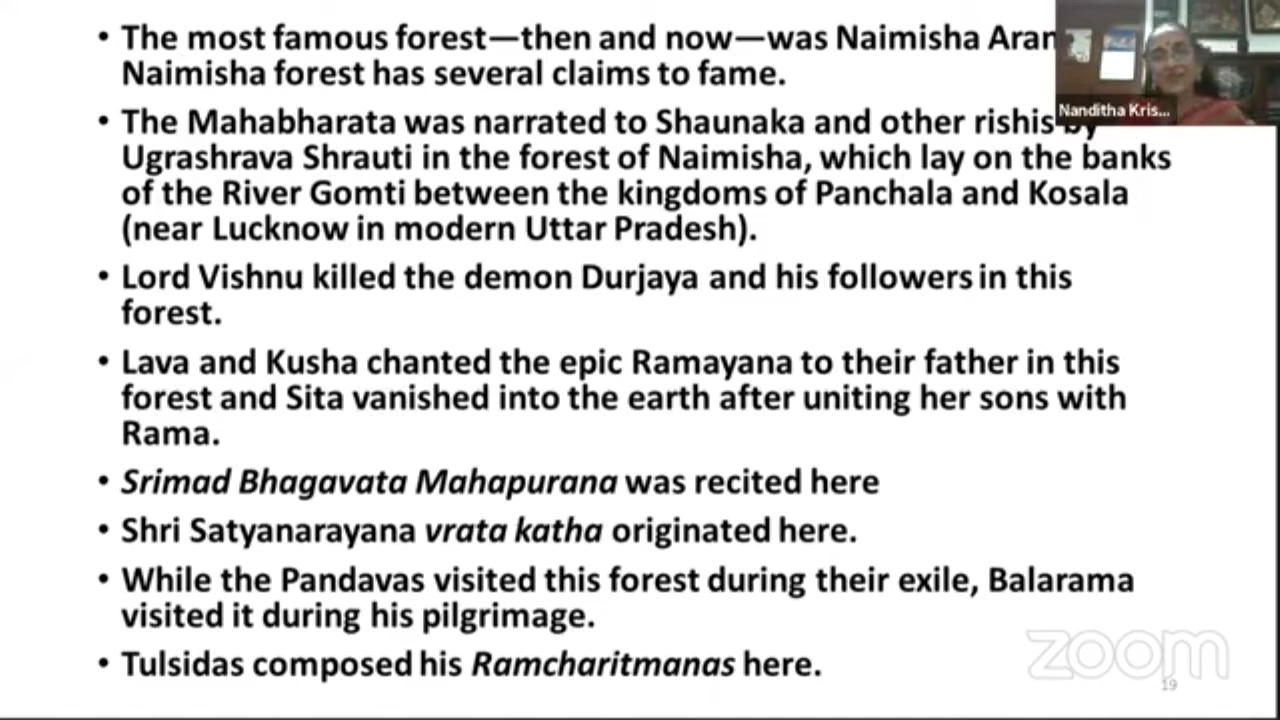 • The most famous forest—then and now—was Naimisha Aran
Naimisha forest has several claims to fame.
• The Mahabharata was narrated to Shaunaka and other rishis by
Ugrashrava Shrauti in the forest of Naimisha, which lay on the banks
of the River Gomti between the kingdoms of Panchala and Kosala
(near Lucknow in modern Uttar Pradesh).
• Lord Vishnu killed the demon Durjaya and his followers in this
forest.
• Lava and Kusha chanted the epic Ramayana to their father in this
forest and Sita vanished into the earth after uniting her sons with
Rama.
• Srimad Bhagavata Mahapurana was recited here
• Shri Satyanarayana vrata katha originated here.
• While the Pandavas visited this forest during their exile, Balarama
visited it during his pilgrimage.
• Tulsidas composed his Ramcharitmanas here.
Nanditha Kris...
zoom
19